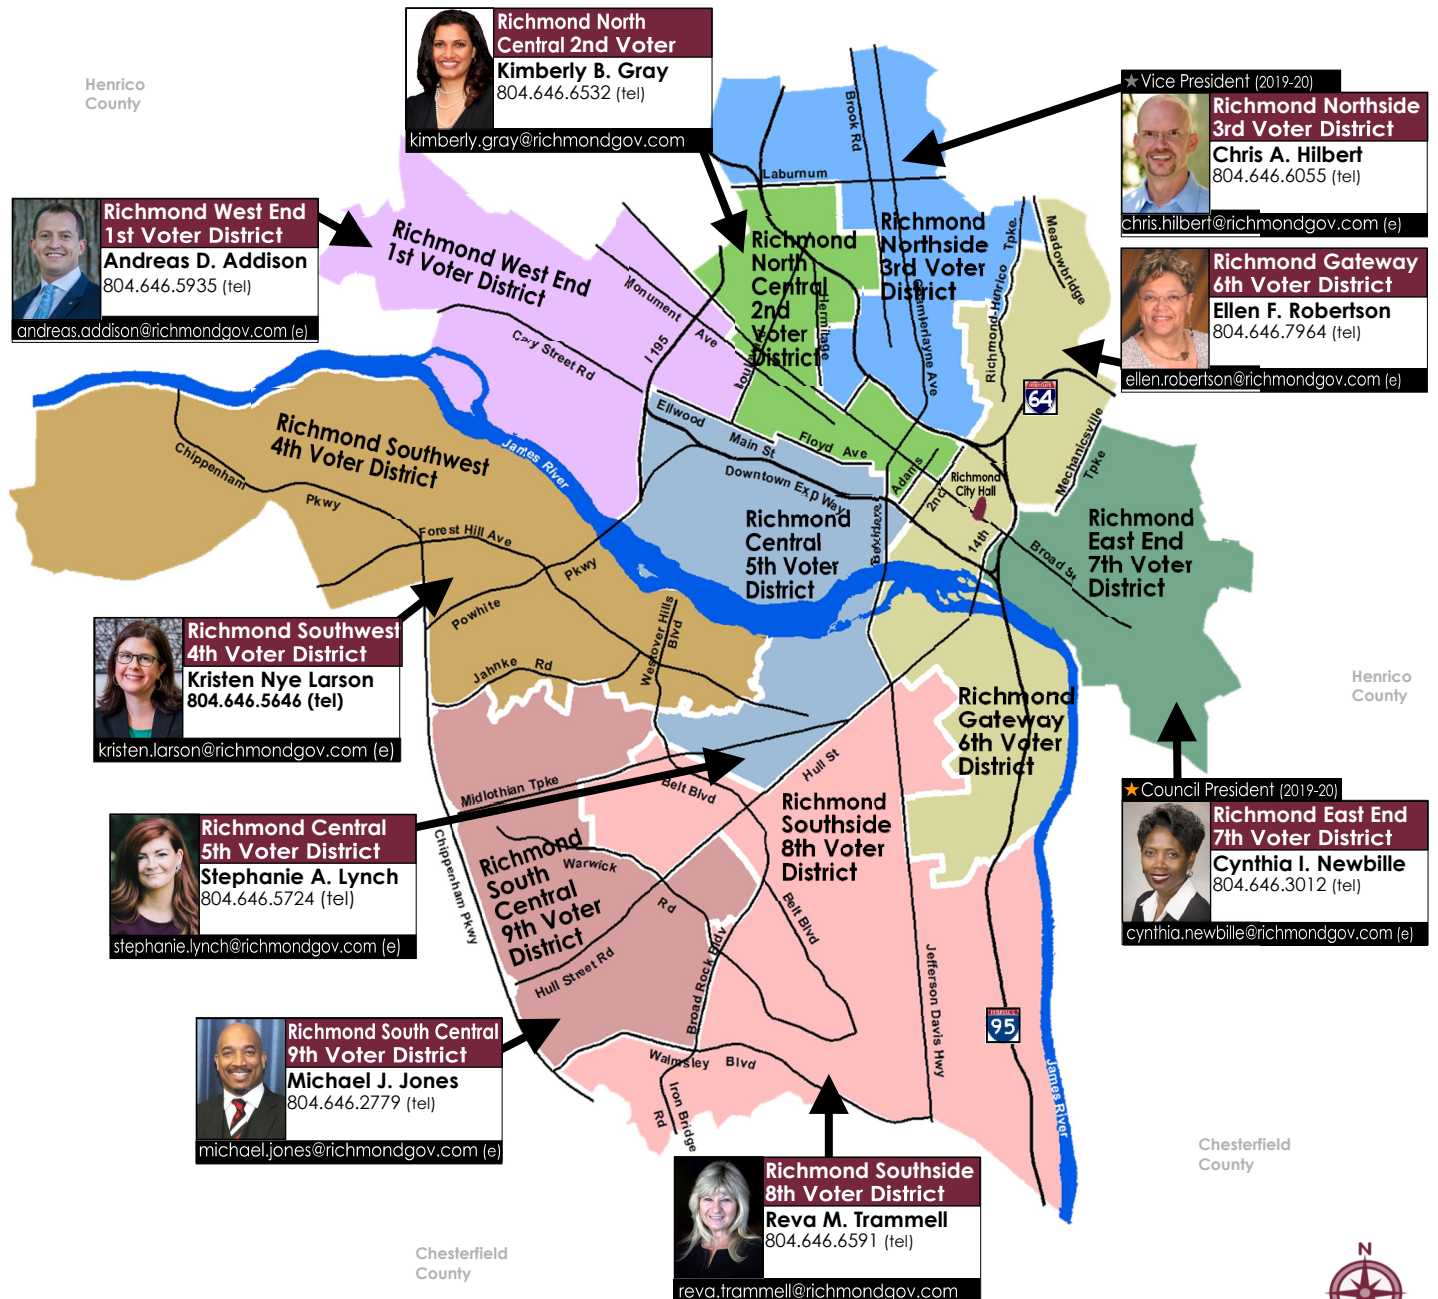 Richmond North
Central 2nd Voter
Kimberly B. Gray
804.646.6532 (tel)
kimberly.gray@richmondgov.com
Henrico
County
★Vice President (2019-20)
Richmond Northside
3rd Voter District
Chris A. Hilbert
804.646.6055 (tel)
chris.hilbert@richmondgov.com (e)
Richmond West End
1st Voter District
Andreas D. Addison
804.646.5935 (tel)
andreas.addison@richmondgov.com (e)
Richmond Gateway
6th Voter District
Ellen F. Robertson
804.646.7964 (tel)
ellen.robertson@richmondgov.com (e)
Brook Rd
Laburnum
Richmond West End
1st Voter District
Richmond
North
Central
2nd
Voter
District
Richmond
Northside
3rd Voter
District
Richmond-Henrico Tpke
Meadowbridge
Monument Ave
Cary Street Rd
I 195
Hermitage
Chamberlayne Ave
INTERSTATE
64
Richmond Southwest
4th Voter District
Chippenham
Pkwy
James River
Ellwood
Main St
Floyd Ave
Downtown Exp Way
Adams
2nd
14th
Richmond
City Hall
Mechanicsville
Tpke
Belvidere
Broad St
Richmond
Central
5th Voter
District
Richmond
East End
7th Voter
District
Forest Hill Ave
Powhite
Pkwy
Westover Hills
Blvd
Jahnke Rd
Richmond Southwest
4th Voter District
Kristen Nye Larson
804.646.5646 (tel)
kristen.larson@richmondgov.com (e)
Richmond
Gateway
6th Voter
District
Henrico
County
Midlothian Tpke
Belt Blvd
Hull St
Richmond
Southside
8th Voter
District
★Council President (2019-20)
Richmond East End
7th Voter District
Cynthia I. Newbille
804.646.3012 (tel)
cynthia.newbille@richmondgov.com (e)
Richmond Central
5th Voter District
Stephanie A. Lynch
804.646.5724 (tel)
stephanie.lynch@richmondgov.com (e)
Chippenham Pkwy
Richmond
South
Central
9th Voter
District
Warwick
Rd
Belt Blvd
Hull Street Rd
Broad Rock Bldv
Jefferson Davis Hwy
95
Richmond South Central
9th Voter District
Michael J. Jones
804.646.2779 (tel)
michael.jones@richmondgov.com (e)
Walmsley Blvd
Iron Bridge
Rd
James River
Chesterfield
County
Richmond Southside
8th Voter District
Reva M. Trammell
804.646.6591 (tel)
reva.trammell@richmondgov.com
Chesterfield
County
N